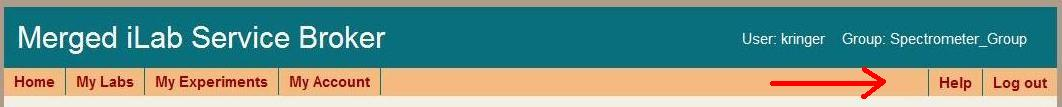 Merged iLab Service Broker
User: kringer Group: Spectrometer_Group
Home My Labs My Experiments My Account Help Log out